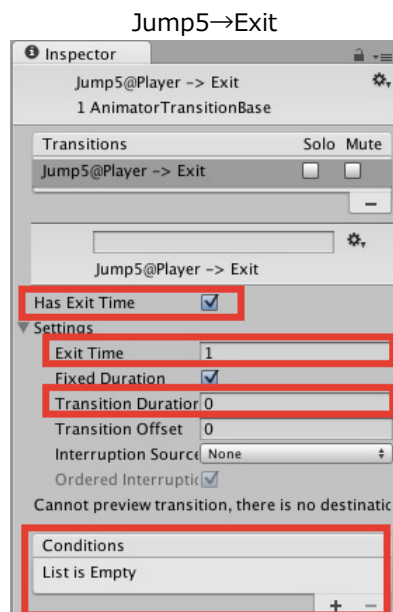 Jump5→Exit
Inspector
Jump5@Player -> Exit
1 AnimatorTransitionBase
Transitions Solo Mute
Jump5@Player -> Exit
Jump5@Player -> Exit
Has Exit Time
Settings
Exit Time 1
Fixed Duration
Transition Duration 0
Transition Offset 0
Interruption Source None
Ordered Interruptic
Cannot preview transition, there is no destinatic
Conditions
List is Empty
+ −